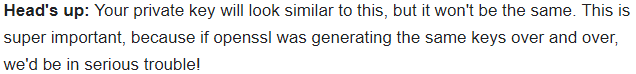 Head's up: Your private key will look similar to this, but it won't be the same. This is
super important, because if openssl was generating the same keys over and over,
we'd be in serious trouble!